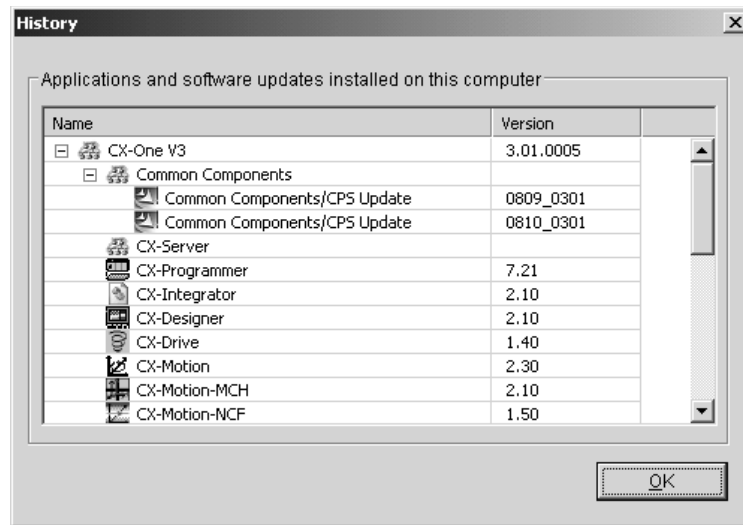 History
Applications and software updates installed on this computer
Name Version
CX-One V3 3.01.0005
Common Components
Common Components/CPS Update 0809_0301
Common Components/CPS Update 0810_0301
CX-Server
CX-Programmer 7.21
CX-Integrator 2.10
CX-Designer 2.10
CX-Drive 1.40
CX-Motion 2.30
CX-Motion-MCH 2.10
CX-Motion-NCF 1.50
OK